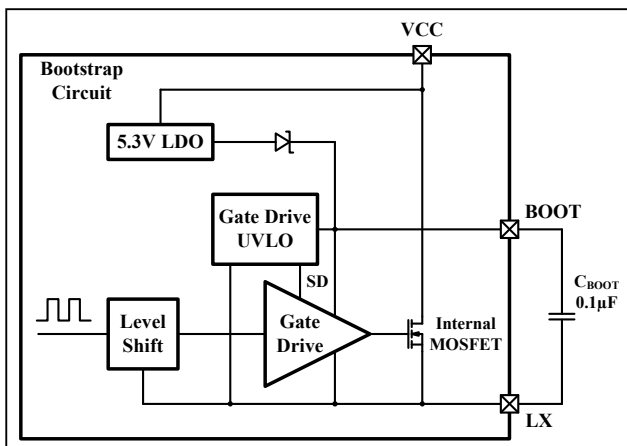 VCC
Bootstrap
Circuit
5.3V LDO
Gate Drive
UVLO
BOOT
SD
C_BOOT
0.1µF
Level
Shift
Gate
Drive
Internal
MOSFET
LX